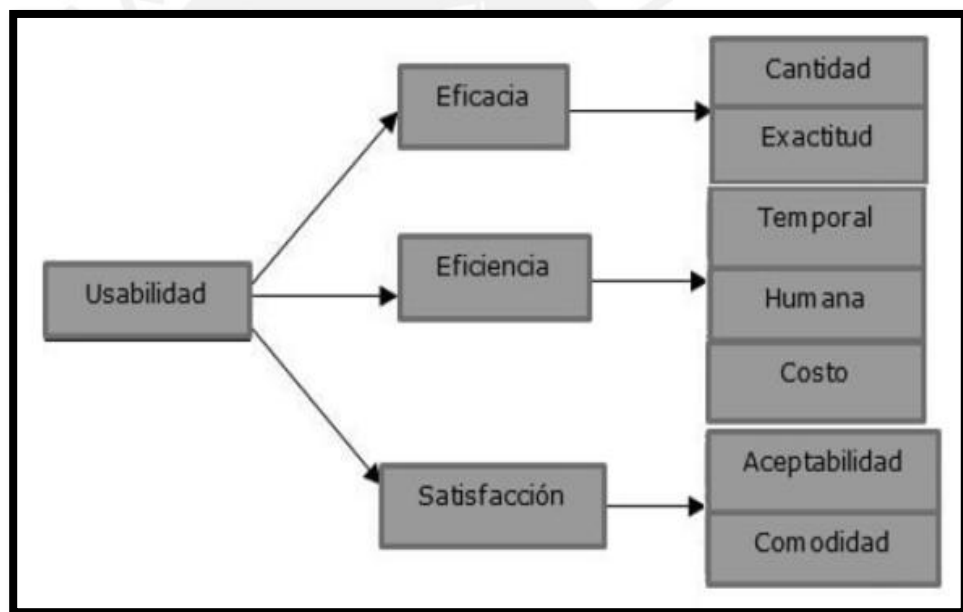 Usabilidad
Eficacia
Cantidad
Exactitud
Eficiencia
Temporal
Humana
Costo
Satisfacción
Aceptabilidad
Comodidad